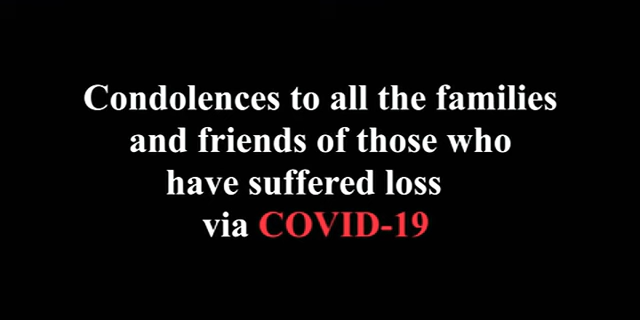 Condolences to all the families
and friends of those who
have suffered loss
via COVID-19